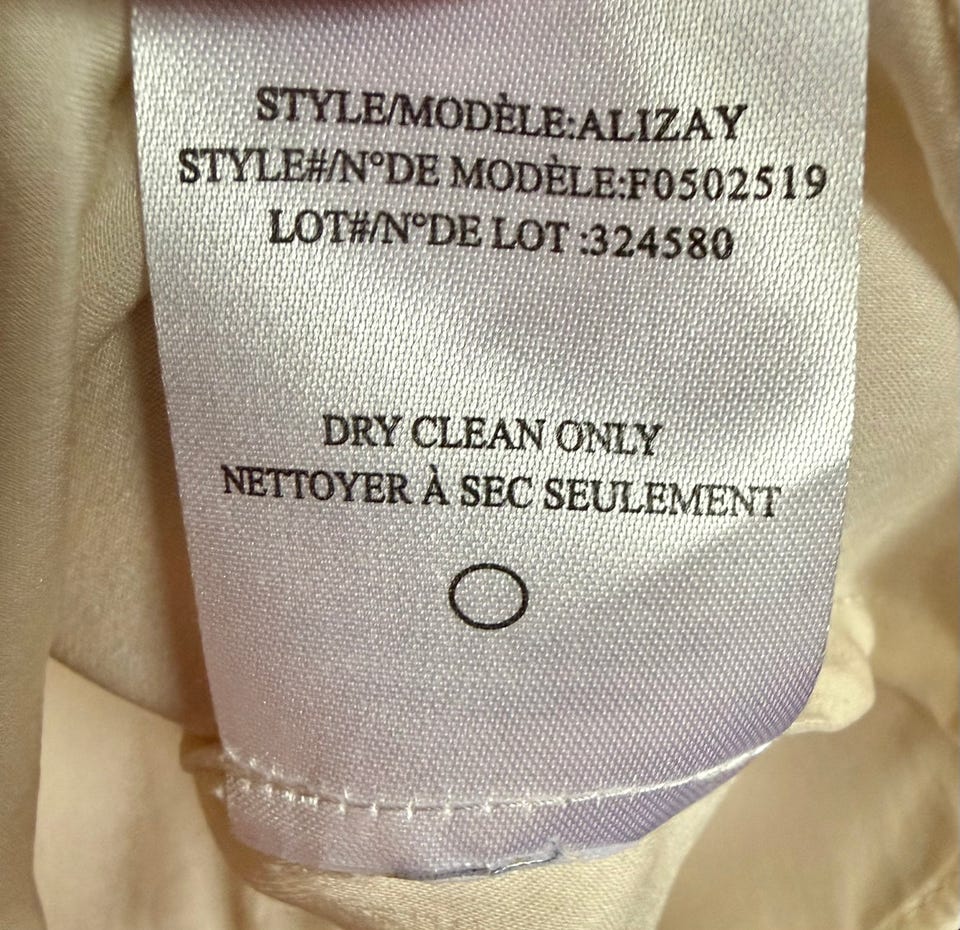 STYLE/MODÈLE:ALIZAY
STYLE#/N°DE MODÈLE:F0502519
LOT#/N°DE LOT :324580
DRY CLEAN ONLY
NETTOYER À SEC SEULEMENT